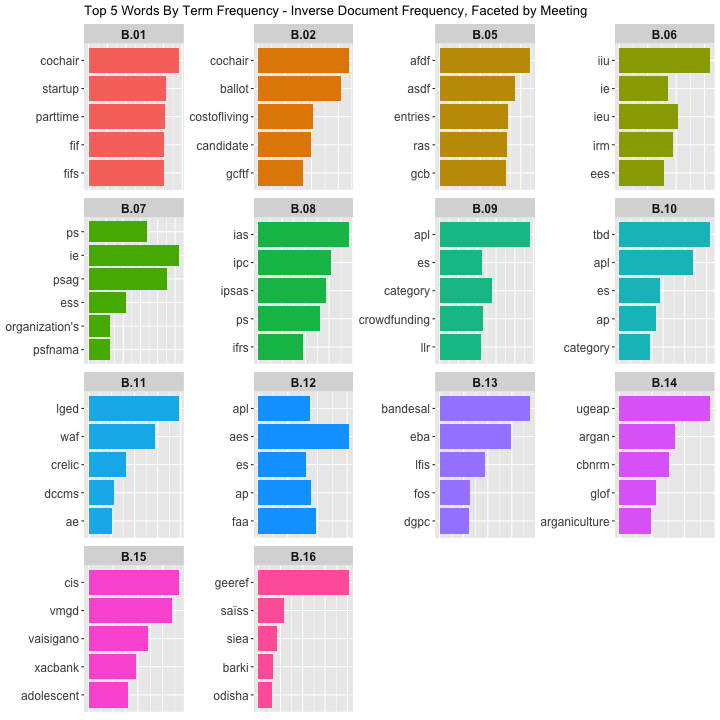 Top 5 Words By Term Frequency - Inverse Document Frequency, Faceted by Meeting
B.01
cochair
startup
parttime
fif
fifs
B.02
cochair
ballot
costofliving
candidate
gcftf
B.05
afdf
asdf
entries
ras
gcb
B.06
iiu
ie
ieu
irm
ees
B.07
ps
ie
psag
ess
organization's
psfnama
B.08
ias
ipc
ipsas
ps
ifrs
B.09
apl
es
category
crowdfunding
llr
B.10
tbd
apl
es
ap
category
B.11
lged
waf
crelic
dccms
ae
B.12
apl
aes
es
ap
faa
B.13
bandesal
eba
lfis
fos
dgpc
B.14
ugeap
argan
cbnrm
glof
arganiculture
B.15
cis
vmgd
vaisigano
xacbank
adolescent
B.16
geeref
saïss
siea
barki
odisha